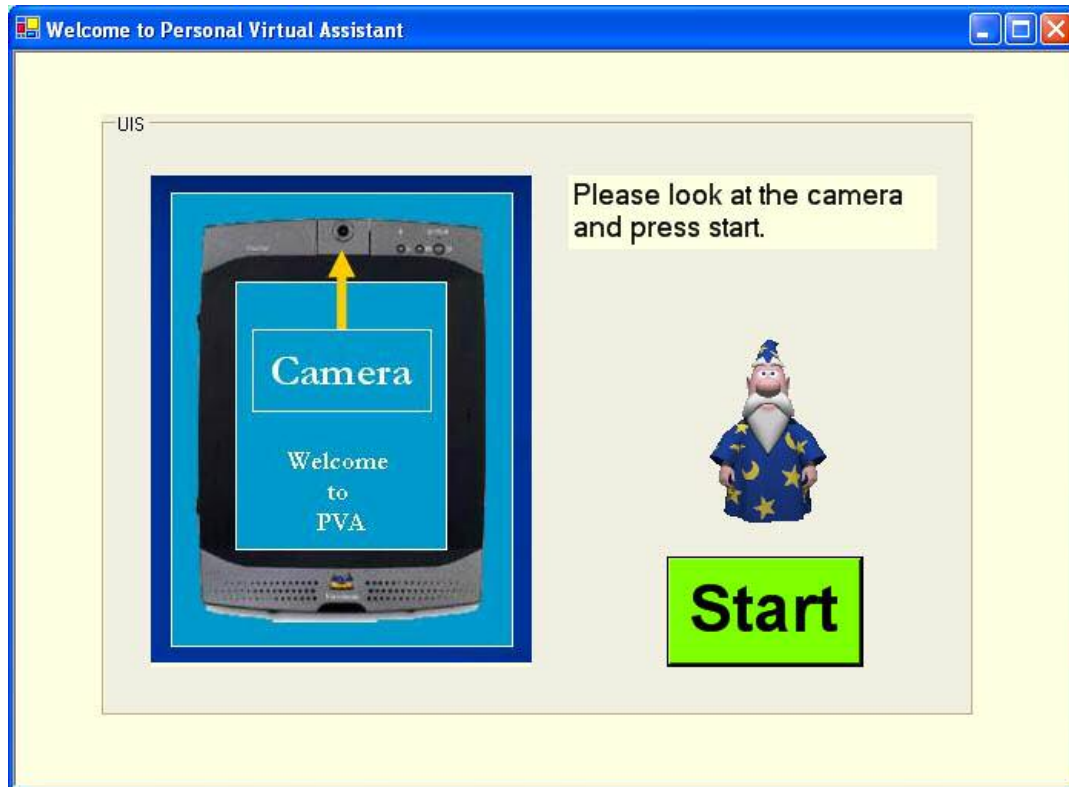 Welcome to Personal Virtual Assistant
UIS
Please look at the camera
and press start.
Camera
Welcome
to
PVA
Start